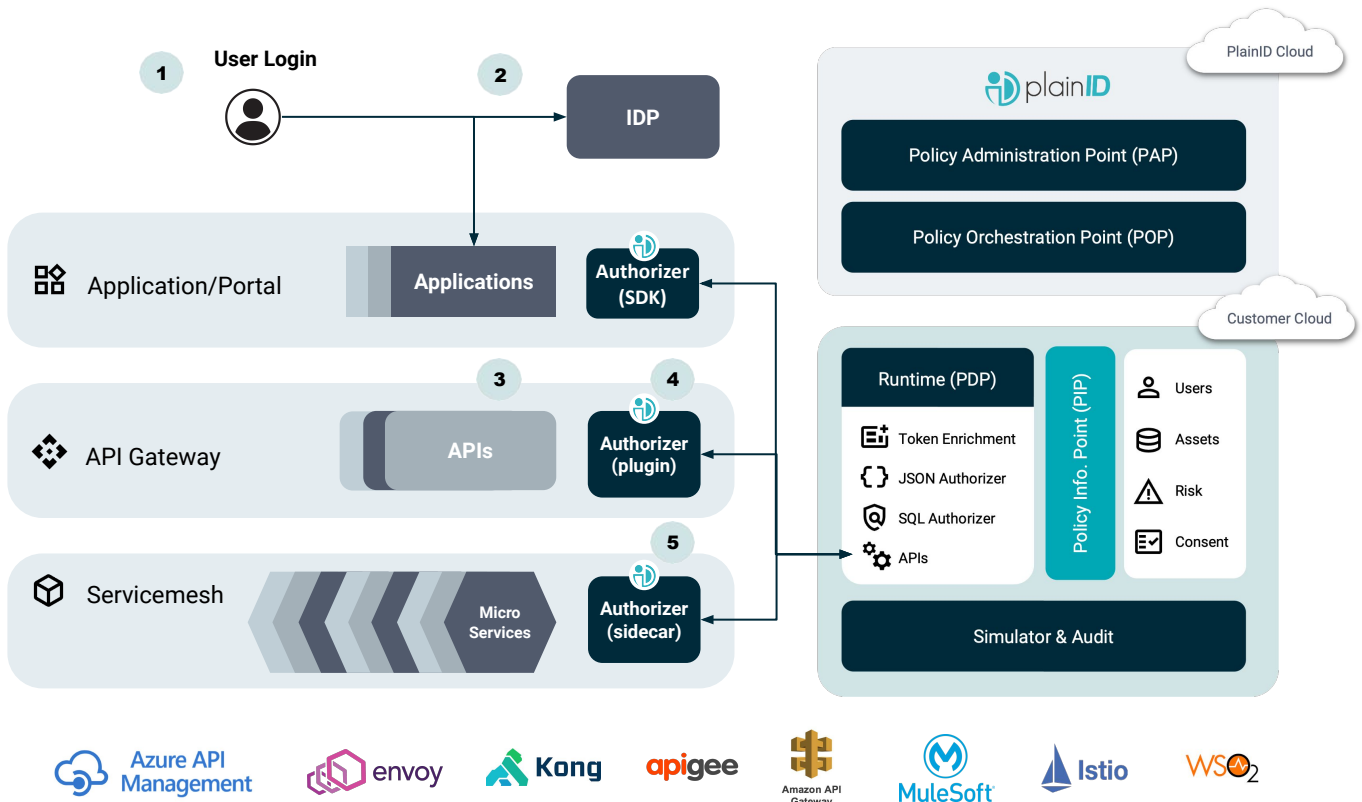 User Login
1
2
IDP
PlainID Cloud
plainID
Policy Administration Point (PAP)
Policy Orchestration Point (POP)
Application/Portal
Applications
Authorizer
(SDK)
Customer Cloud
3
4
API Gateway
APIs
Authorizer
(plugin)
Runtime (PDP)
Token Enrichment
JSON Authorizer
SQL Authorizer
APIs
Policy Info. Point (PIP)
Users
Assets
Risk
Consent
5
Servicemesh
Micro
Services
Authorizer
(sidecar)
Simulator & Audit
Azure API
Management
envoy
Kong
apigee
Amazon API
Gateway
MuleSoft
Istio
WSO2